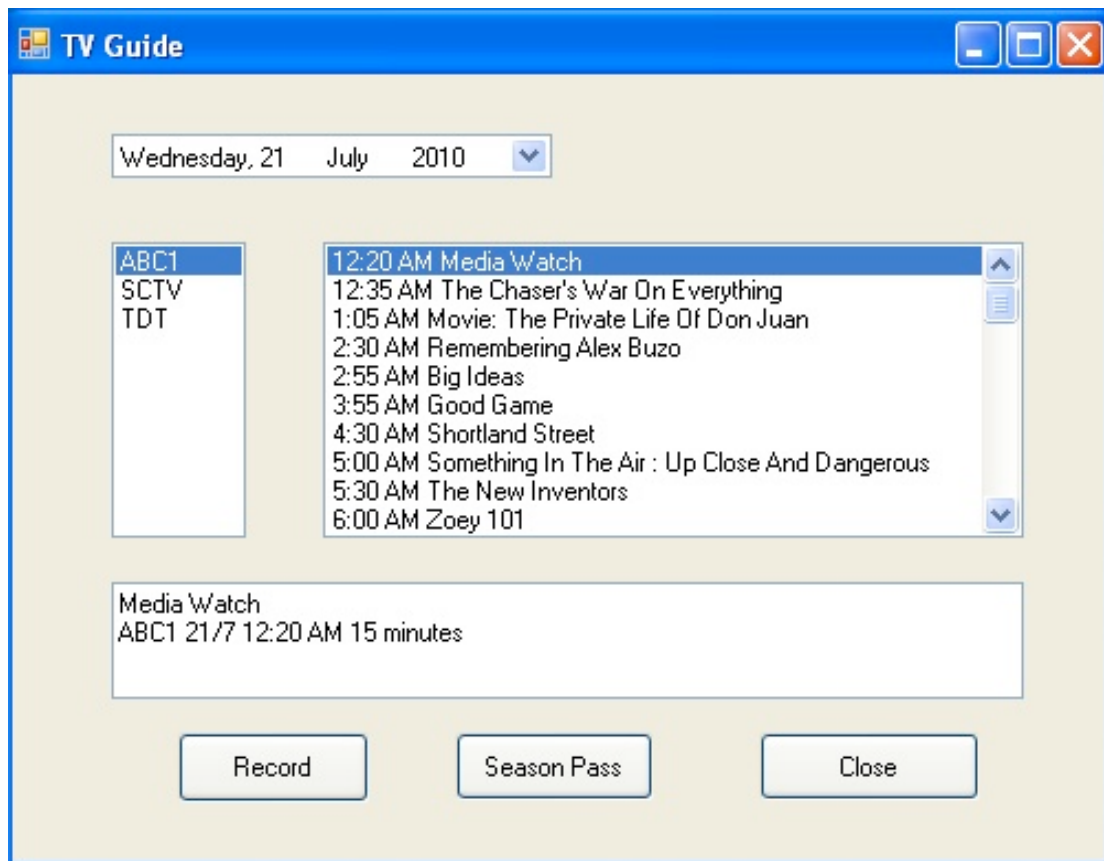 TV Guide
Wednesday, 21 July 2010
ABC1
SCTV
TDT
12:20 AM Media Watch
12:35 AM The Chaser's War On Everything
1:05 AM Movie: The Private Life Of Don Juan
2:30 AM Remembering Alex Buzo
2:55 AM Big Ideas
3:55 AM Good Game
4:30 AM Shortland Street
5:00 AM Something In The Air : Up Close And Dangerous
5:30 AM The New Inventors
6:00 AM Zoey 101
Media Watch
ABC1 21/7 12:20 AM 15 minutes
Record
Season Pass
Close